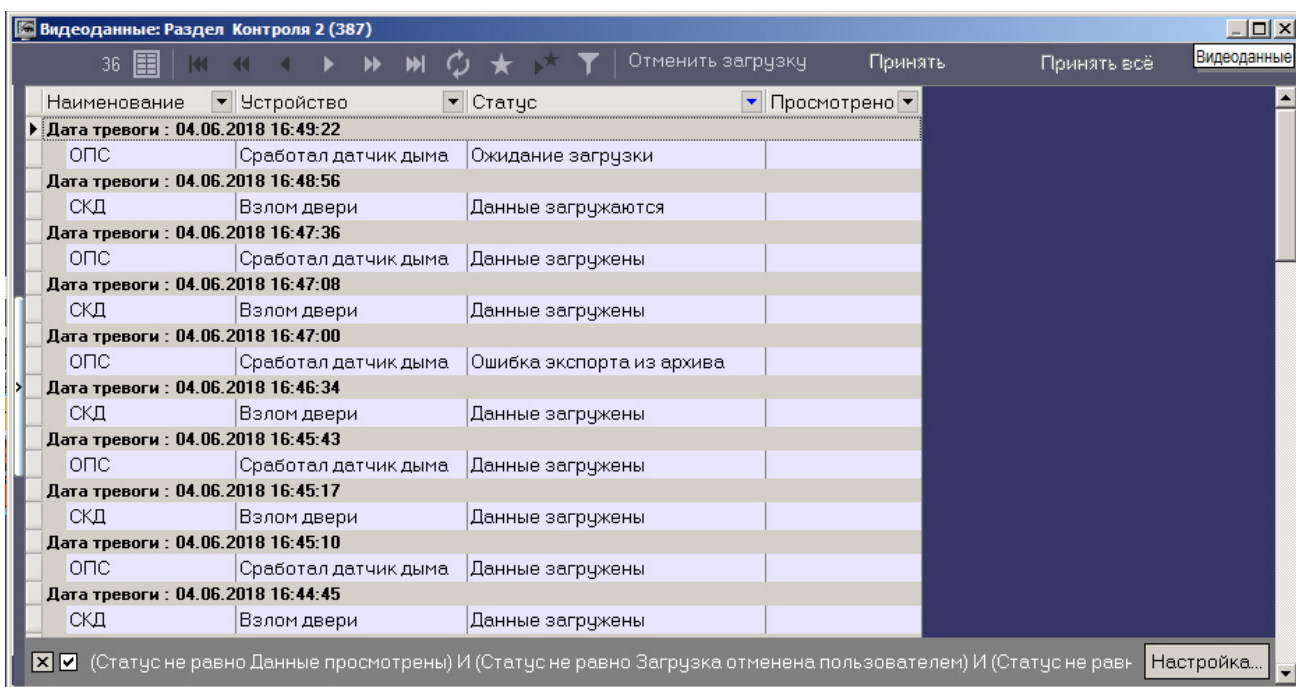 Видеоданные: Раздел Контроля 2 (387)
36 Отменить загрузку Принять Принять всё Видеоданные
Наименование Устройство Статус Просмотрено
Дата тревоги : 04.06.2018 16:49:22
ОПС Сработал датчик дыма Ожидание загрузки
Дата тревоги : 04.06.2018 16:48:56
СКД Взлом двери Данные загружаются
Дата тревоги : 04.06.2018 16:47:36
ОПС Сработал датчик дыма Данные загружены
Дата тревоги : 04.06.2018 16:47:08
СКД Взлом двери Данные загружены
Дата тревоги : 04.06.2018 16:47:00
ОПС Сработал датчик дыма Ошибка экспорта из архива
Дата тревоги : 04.06.2018 16:46:34
СКД Взлом двери Данные загружены
Дата тревоги : 04.06.2018 16:45:43
ОПС Сработал датчик дыма Данные загружены
Дата тревоги : 04.06.2018 16:45:17
СКД Взлом двери Данные загружены
Дата тревоги : 04.06.2018 16:45:10
ОПС Сработал датчик дыма Данные загружены
Дата тревоги : 04.06.2018 16:44:45
СКД Взлом двери Данные загружены
(Статус не равно Данные просмотрены) И (Статус не равно Загрузка отменена пользователем) И (Статус не равн Настройка...